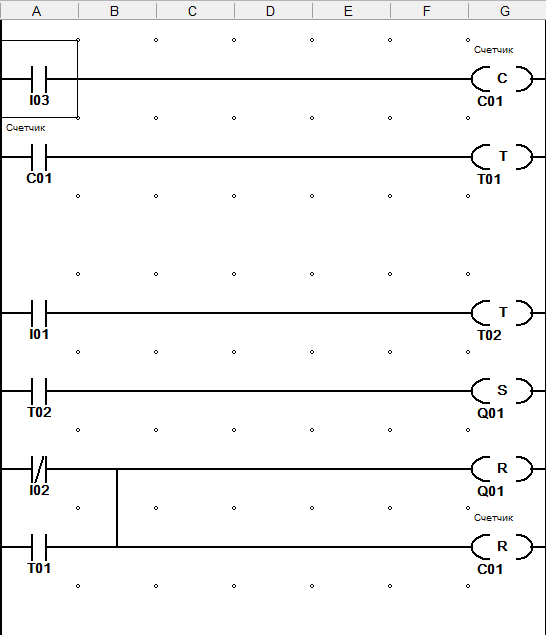 A B C D E F G
Счетчик
C
I03 C01
Счетчик
T
C01 T01
T
I01 T02
S
T02 Q01
R
I02 Q01
Счетчик
R
T01 C01